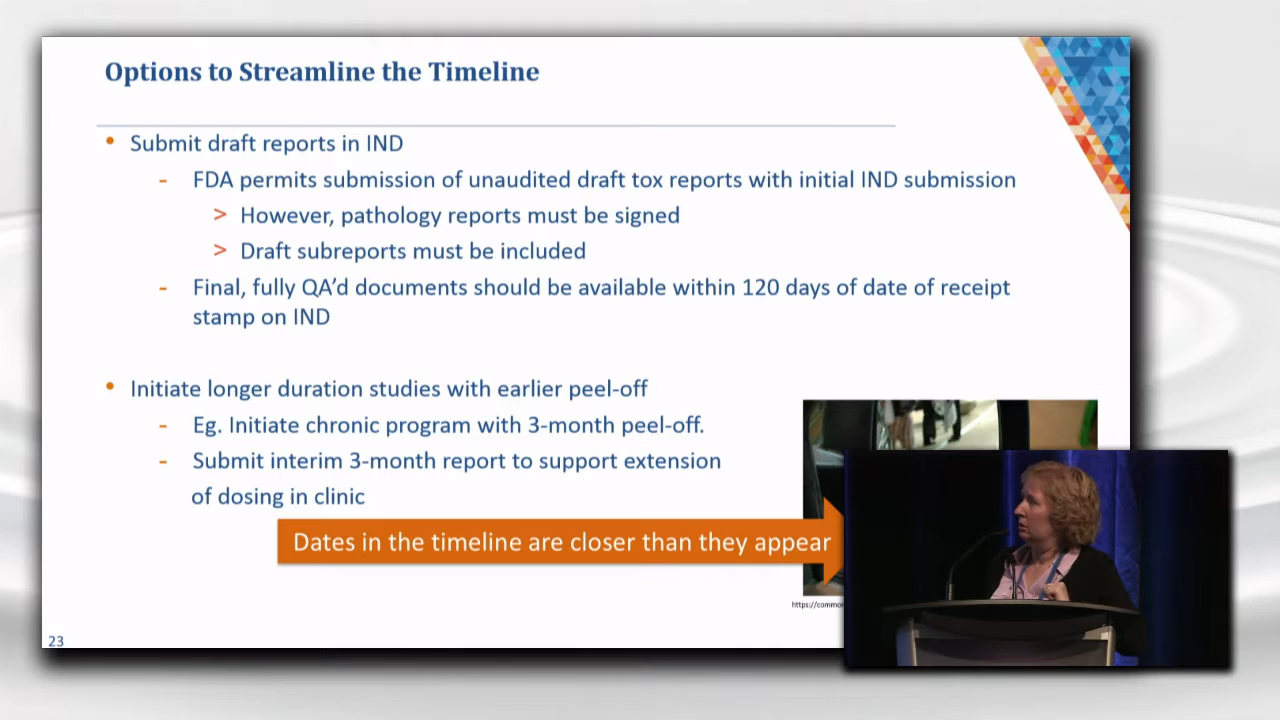 Options to Streamline the Timeline
• Submit draft reports in IND
- FDA permits submission of unaudited draft tox reports with initial IND submission
> However, pathology reports must be signed
> Draft subreports must be included
- Final, fully QA’d documents should be available within 120 days of date of receipt
stamp on IND
• Initiate longer duration studies with earlier peel-off
- Eg. Initiate chronic program with 3-month peel-off.
- Submit interim 3-month report to support extension
of dosing in clinic
Dates in the timeline are closer than they appear
https://common
23